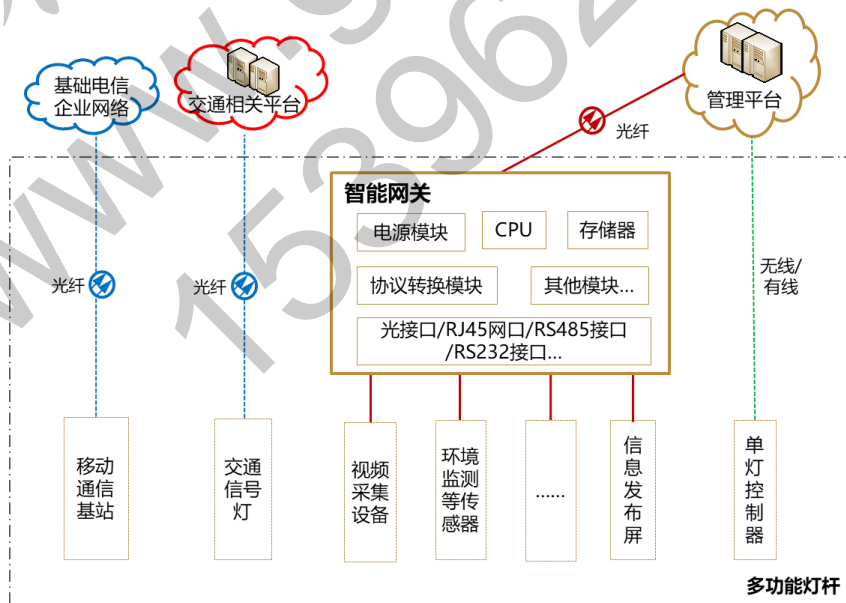 基础电信
企业网络
交通相关平台
管理平台
光纤
智能网关
电源模块
CPU
存储器
协议转换模块
其他模块...
光接口/RJ45网口/RS485接口
/RS232接口...
光纤
光纤
无线/
有线
移动
通信
基站
交通
信号
灯
视频
采集
设备
环境
监测
等传
感器
......
信
息
发
布
屏
单
灯
控
制
器
多功能灯杆
www.g
153962